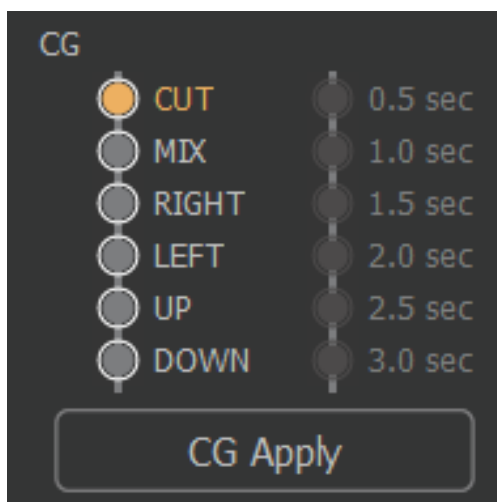 CG
CUT 0.5 sec
MIX 1.0 sec
RIGHT 1.5 sec
LEFT 2.0 sec
UP 2.5 sec
DOWN 3.0 sec
CG Apply